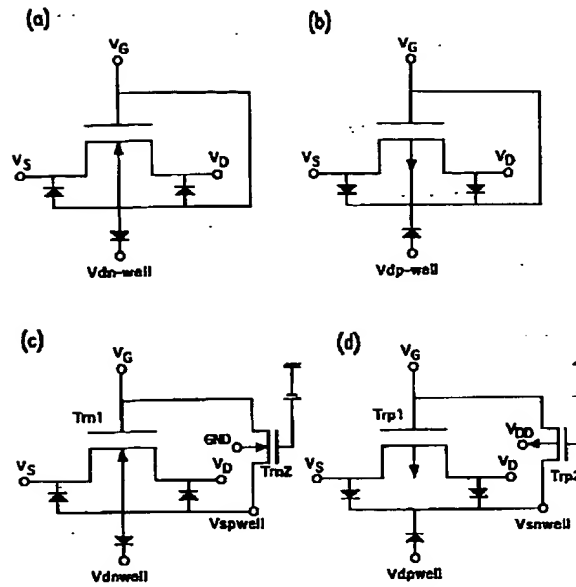 (a)
VG
VS
VD
Vdn-well
(b)
VG
VS
VD
Vdp-well
(c)
VG
Trn1
GND
Trn2
VS
VD
Vspwell
Vdnwell
(d)
VG
Trp1
VDD
Trp2
VS
VD
Vsnwell
Vdpwell